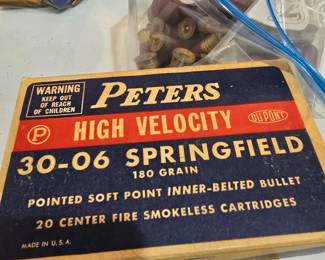 WARNING
KEEP OUT
OF REACH
OF CHILDREN
PETERS
P
HIGH VELOCITY
DU PONT
30-06 SPRINGFIELD
180 GRAIN
POINTED SOFT POINT INNER-BELTED BULLET
20 CENTER FIRE SMOKELESS CARTRIDGES
MADE IN U.S.A.